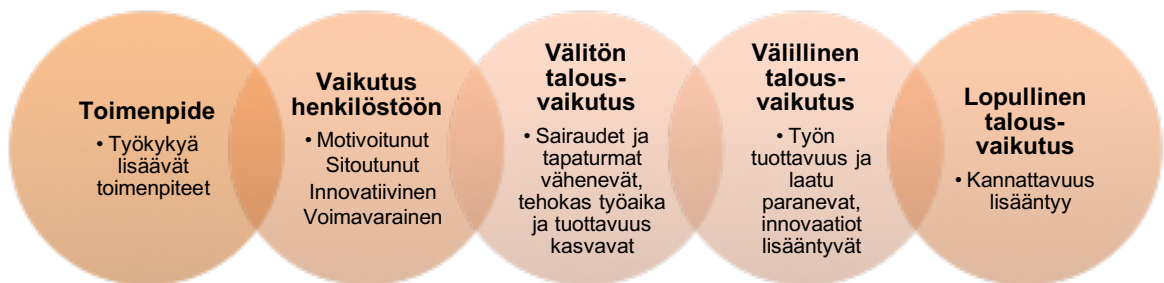 Toimenpide
• Työkykyä
lisäävät
toimenpiteet
Vaikutus
henkilöstöön
• Motivoitunut
Sitoutunut
Innovatiivinen
Voimavarainen
Välitön
talous-
vaikutus
• Sairaudet ja
tapaturmat
vähenevät,
tehokas työaika
ja tuottavuus
kasvavat
Välillinen
talous-
vaikutus
• Työn
tuottavuus ja
laatu
paranevat,
innovaatiot
lisääntyvät
Lopullinen
talous-
vaikutus
• Kannattavuus
lisääntyy